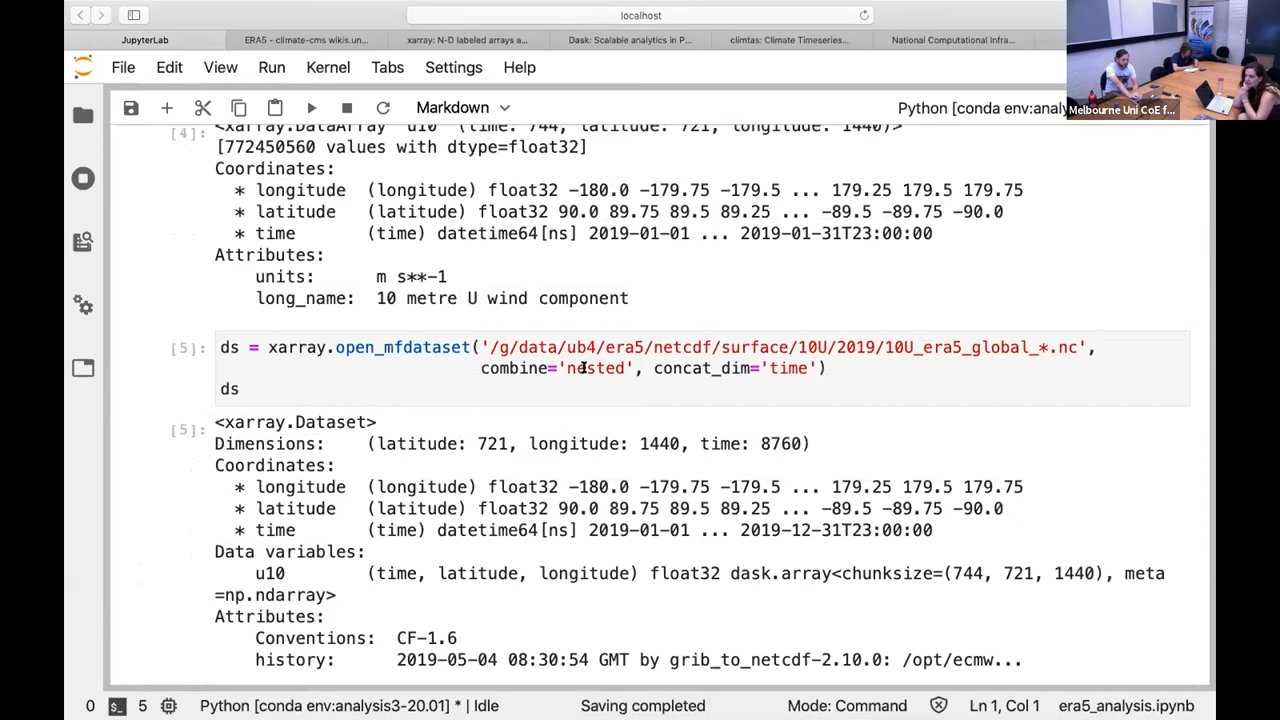 localhost
JupyterLab
ERA5 - climate-cms wikis.un...
xarray: N-D labeled arrays a...
Dask: Scalable analytics in P...
climtas: Climate Timeseries...
National Computational Infra...
File Edit View Run Kernel Tabs Settings Help
Markdown
Python [conda env:analy
Melbourne Uni CoE f...
[4]: <xarray.DataArray 'u10' (time: 744, latitude: 721, longitude: 1440)>
[772450560 values with dtype=float32]
Coordinates:
* longitude (longitude) float32 -180.0 -179.75 -179.5 ... 179.25 179.5 179.75
* latitude (latitude) float32 90.0 89.75 89.5 89.25 ... -89.5 -89.75 -90.0
* time (time) datetime64[ns] 2019-01-01 ... 2019-01-31T23:00:00
Attributes:
units: m s**-1
long_name: 10 metre U wind component
[5]: ds = xarray.open_mfdataset('/g/data/ub4/era5/netcdf/surface/10U/2019/10U_era5_global_*.nc',
combine='nested', concat_dim='time')
ds
[5]: <xarray.Dataset>
Dimensions: (latitude: 721, longitude: 1440, time: 8760)
Coordinates:
* longitude (longitude) float32 -180.0 -179.75 -179.5 ... 179.25 179.5 179.75
* latitude (latitude) float32 90.0 89.75 89.5 89.25 ... -89.5 -89.75 -90.0
* time (time) datetime64[ns] 2019-01-01 ... 2019-12-31T23:00:00
Data variables:
u10 (time, latitude, longitude) float32 dask.array<chunksize=(744, 721, 1440), meta
=np.ndarray>
Attributes:
Conventions: CF-1.6
history: 2019-05-04 08:30:54 GMT by grib_to_netcdf-2.10.0: /opt/ecmw...
0 $_ 5 Python [conda env:analysis3-20.01] * | Idle Saving completed Mode: Command Ln 1, Col 1 era5_analysis.ipynb